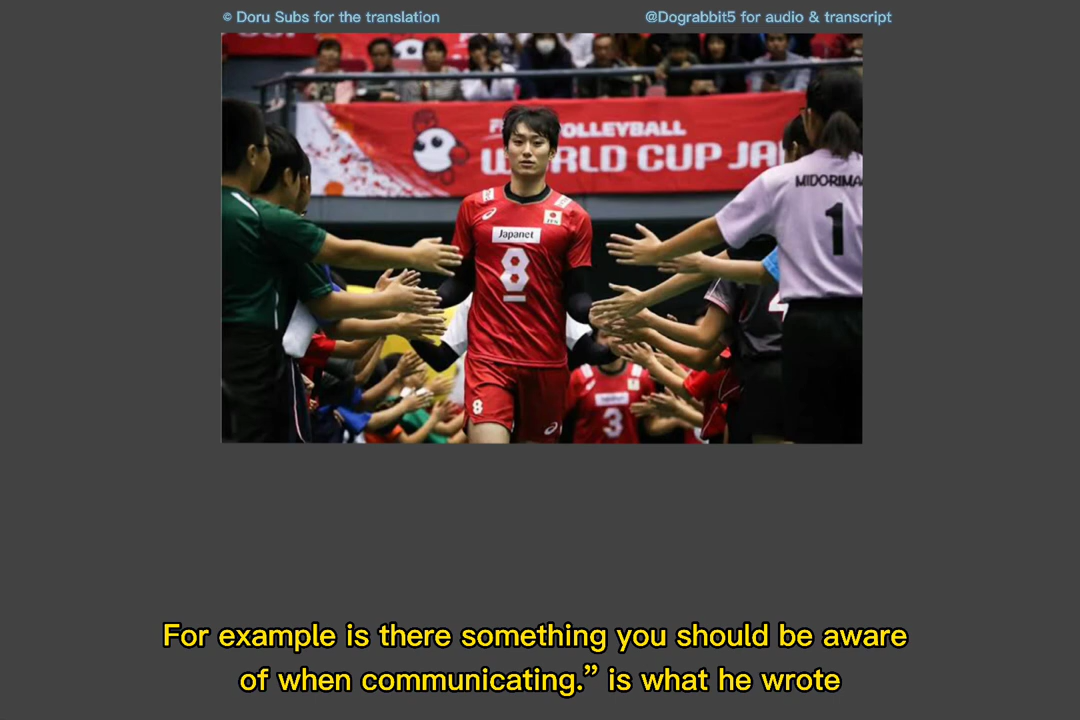 © Doru Subs for the translation
@Dograbbit5 for audio & transcript
VOLLEYBALL
WORLD CUP JA
MIDORIMA
1
Japanet
8
8
3
For example is there something you should be aware
of when communicating.” is what he wrote